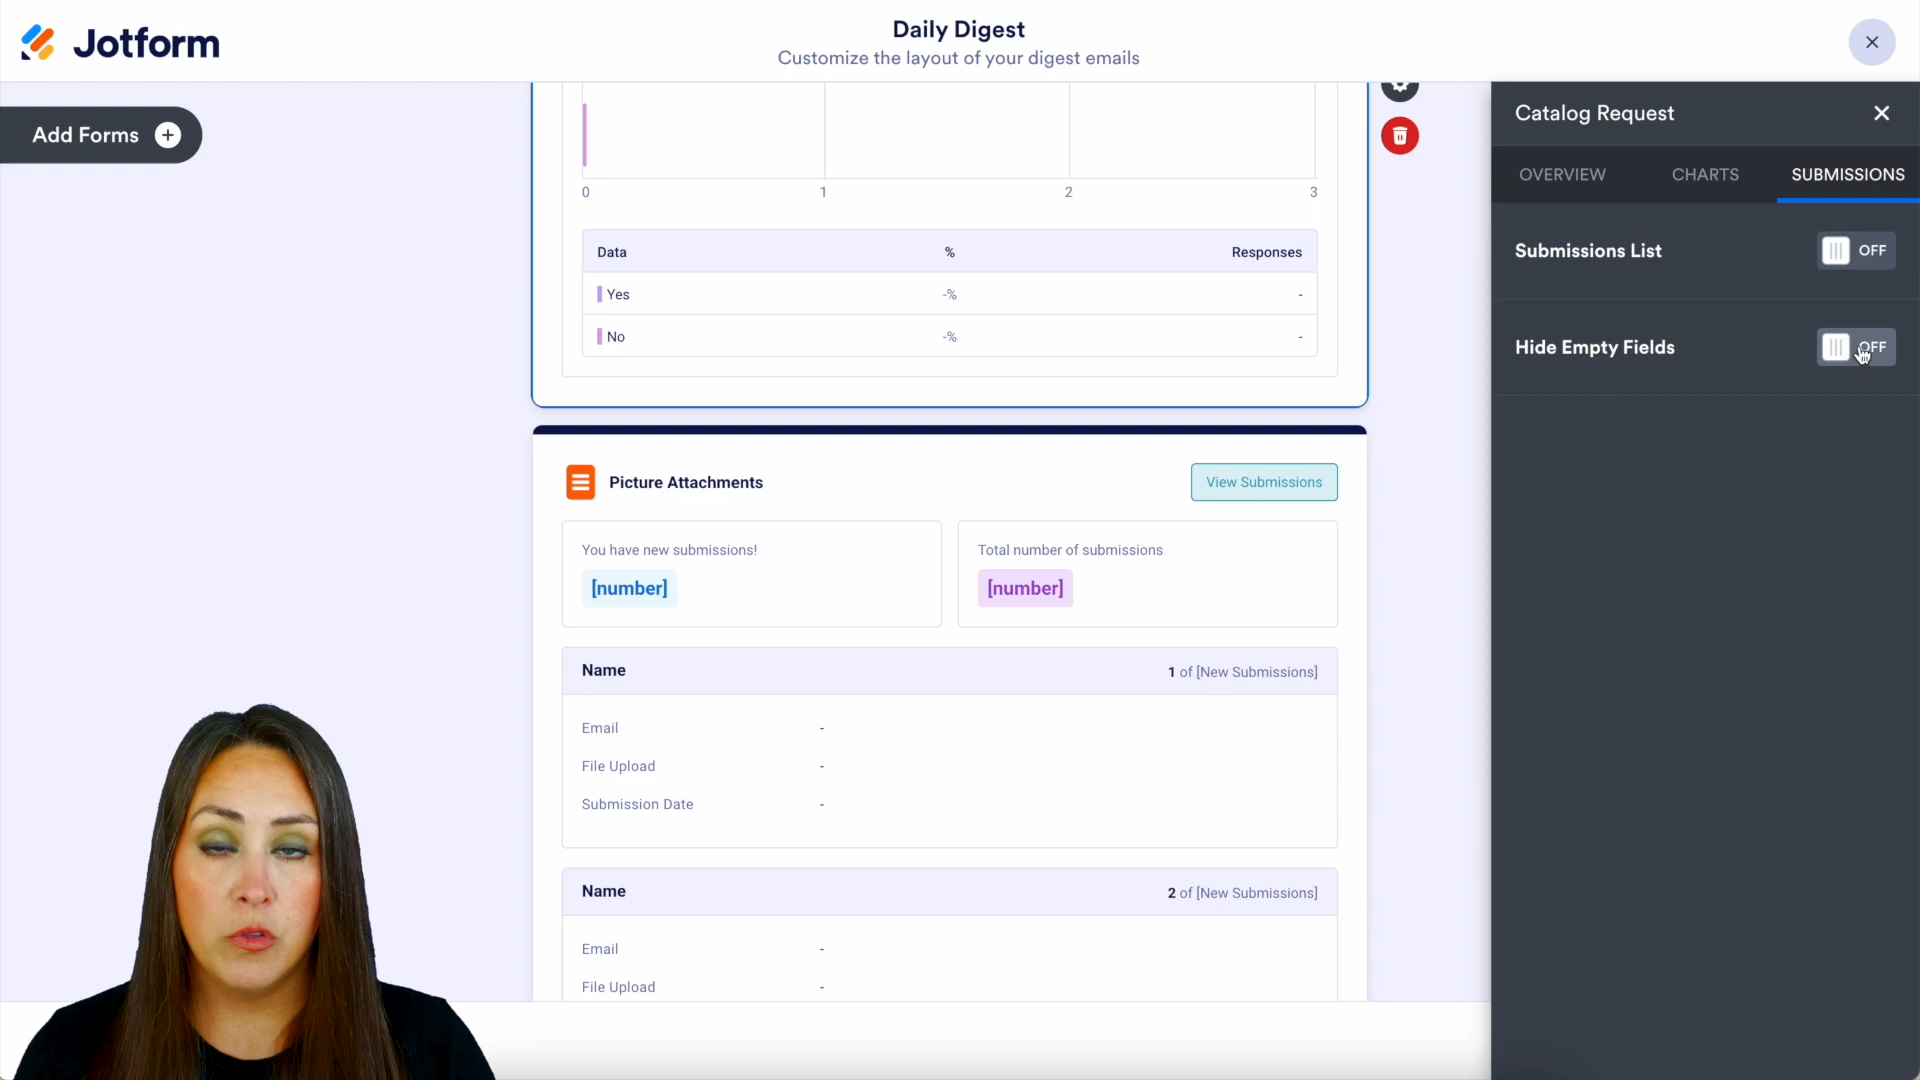 Jotform
Daily Digest
Customize the layout of your digest emails
Add Forms
0 1 2 3
Data % Responses
Yes -% -
No -% -
Picture Attachments
View Submissions
You have new submissions!
[number]
Total number of submissions
[number]
Name 1 of [New Submissions]
Email -
File Upload -
Submission Date -
Name 2 of [New Submissions]
Email -
File Upload -
Catalog Request
OVERVIEW CHARTS SUBMISSIONS
Submissions List OFF
Hide Empty Fields OFF